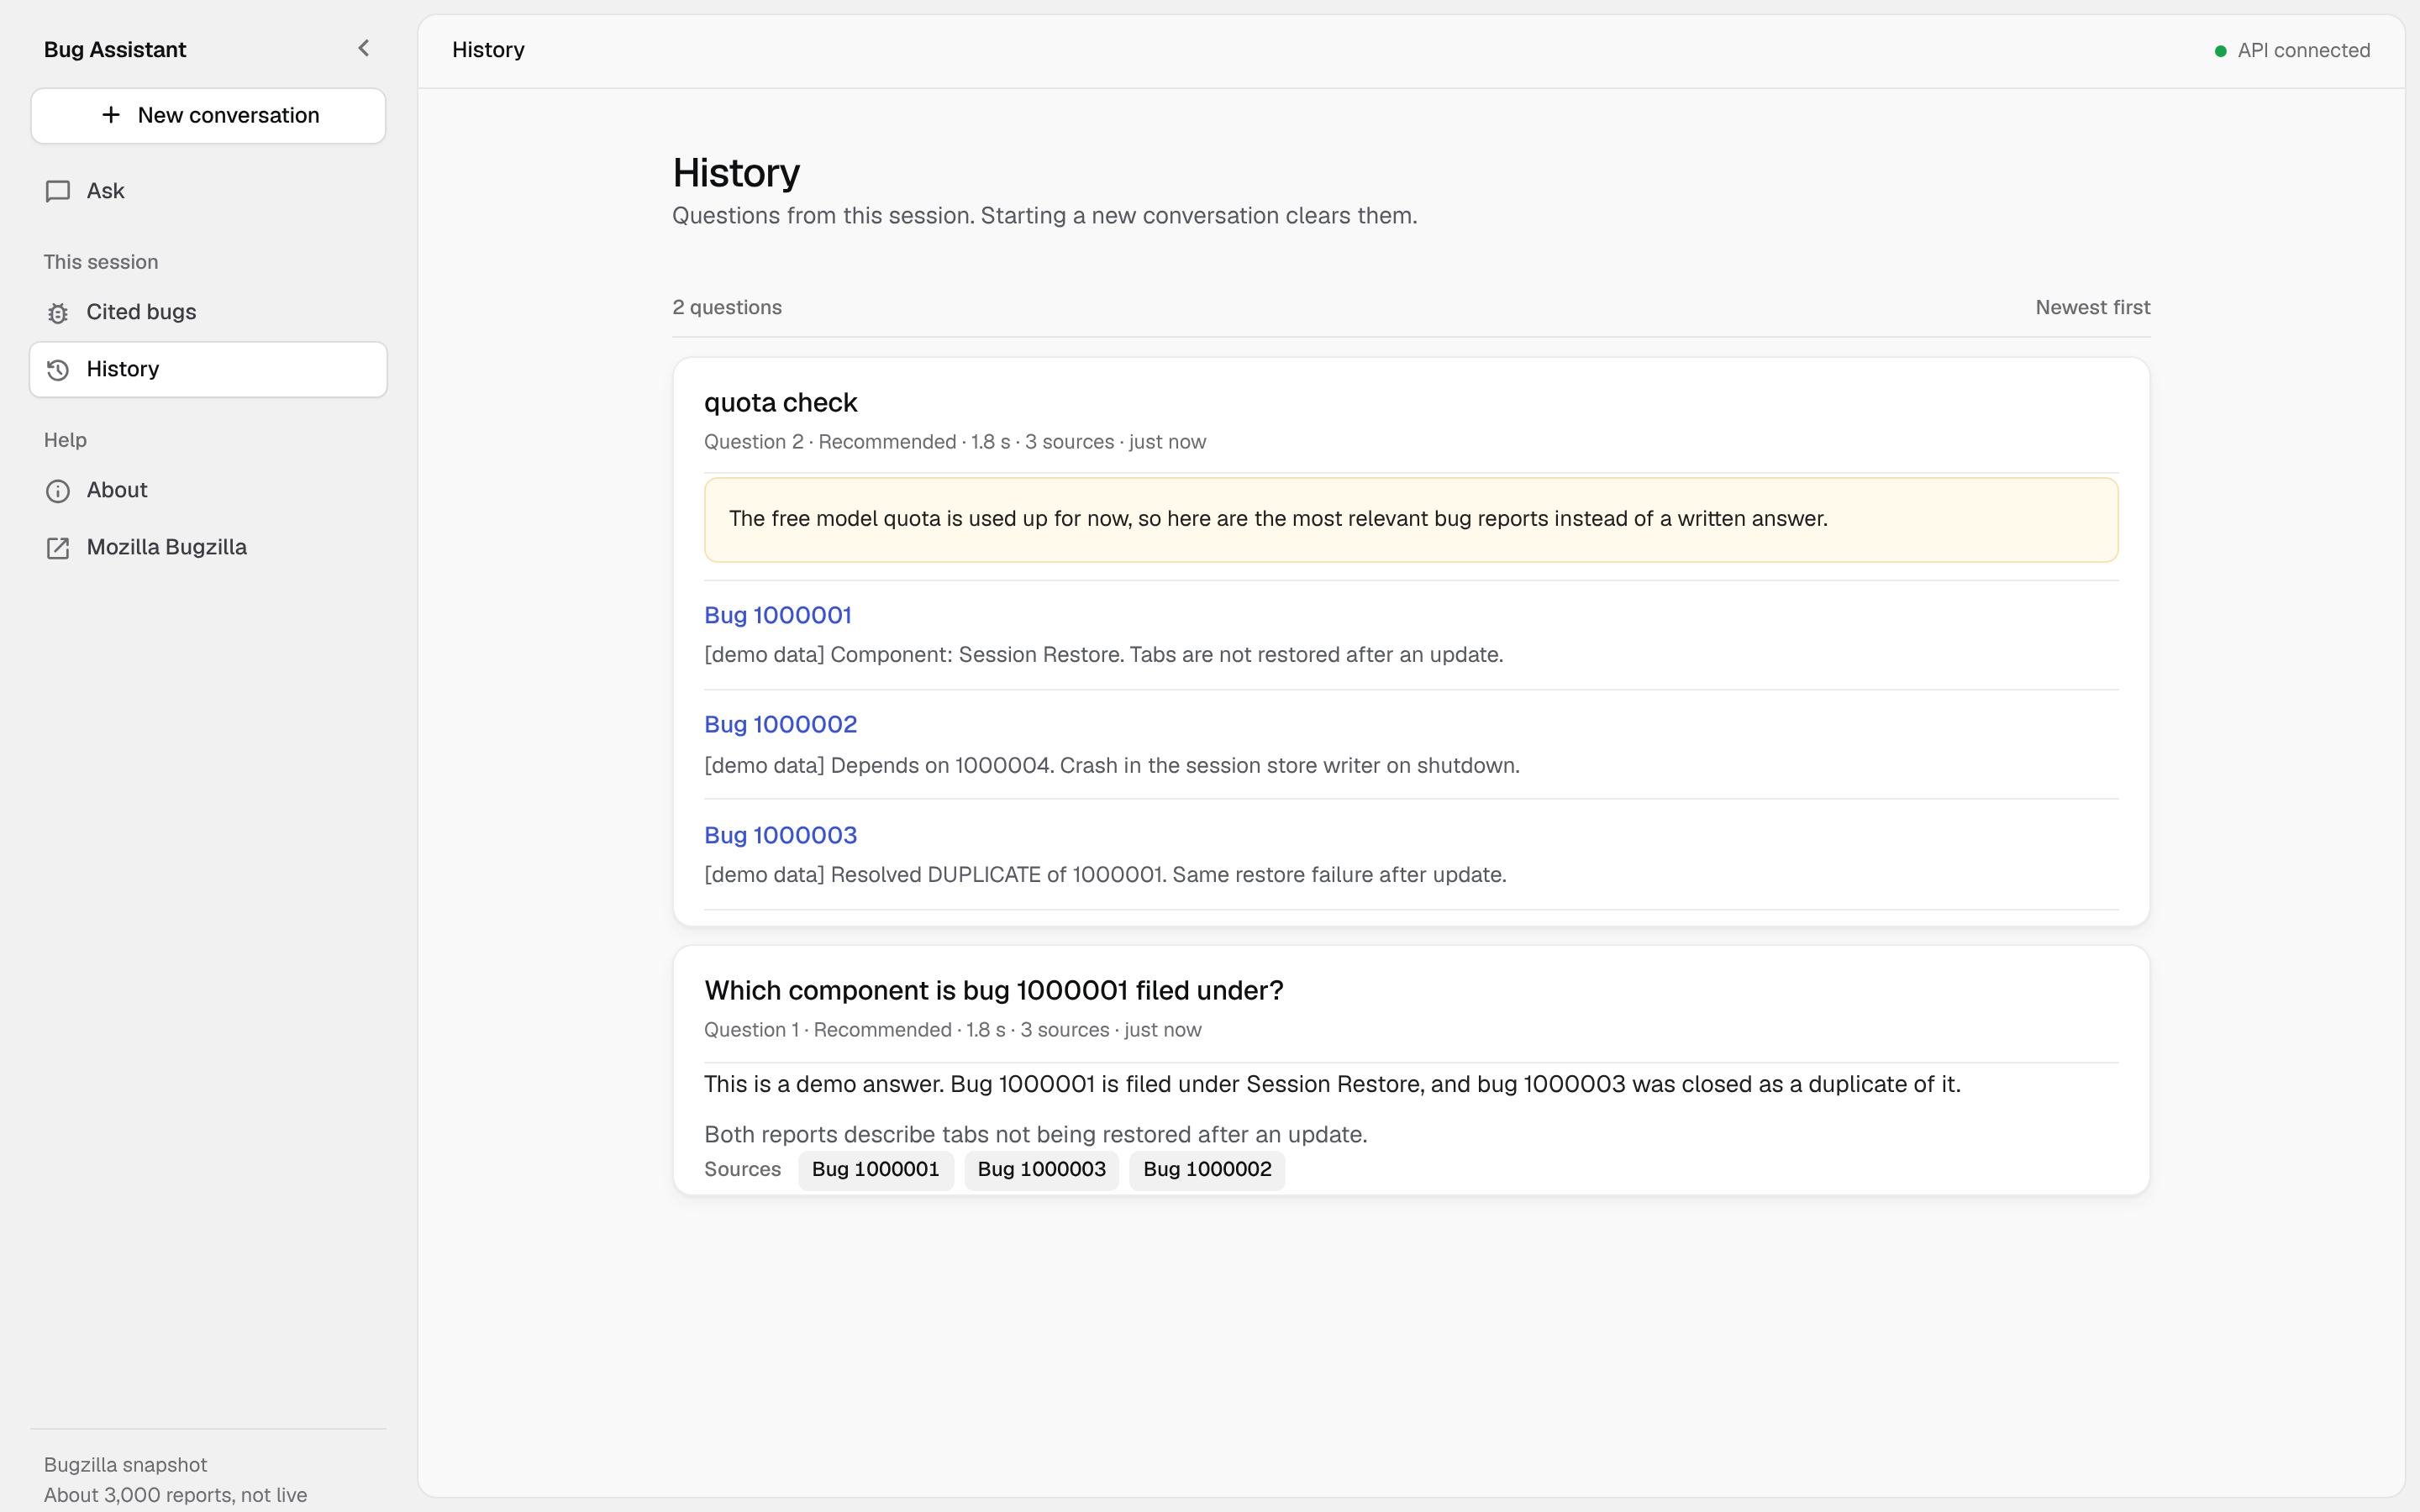 Bug Assistant
New conversation
Ask
This session
Cited bugs
History
Help
About
Mozilla Bugzilla
Bugzilla snapshot
About 3,000 reports, not live
History
API connected
History
Questions from this session. Starting a new conversation clears them.
2 questions
Newest first
quota check
Question 2 · Recommended · 1.8 s · 3 sources · just now
The free model quota is used up for now, so here are the most relevant bug reports instead of a written answer.
Bug 1000001
[demo data] Component: Session Restore. Tabs are not restored after an update.
Bug 1000002
[demo data] Depends on 1000004. Crash in the session store writer on shutdown.
Bug 1000003
[demo data] Resolved DUPLICATE of 1000001. Same restore failure after update.
Which component is bug 1000001 filed under?
Question 1 · Recommended · 1.8 s · 3 sources · just now
This is a demo answer. Bug 1000001 is filed under Session Restore, and bug 1000003 was closed as a duplicate of it.
Both reports describe tabs not being restored after an update.
Sources Bug 1000001 Bug 1000003 Bug 1000002